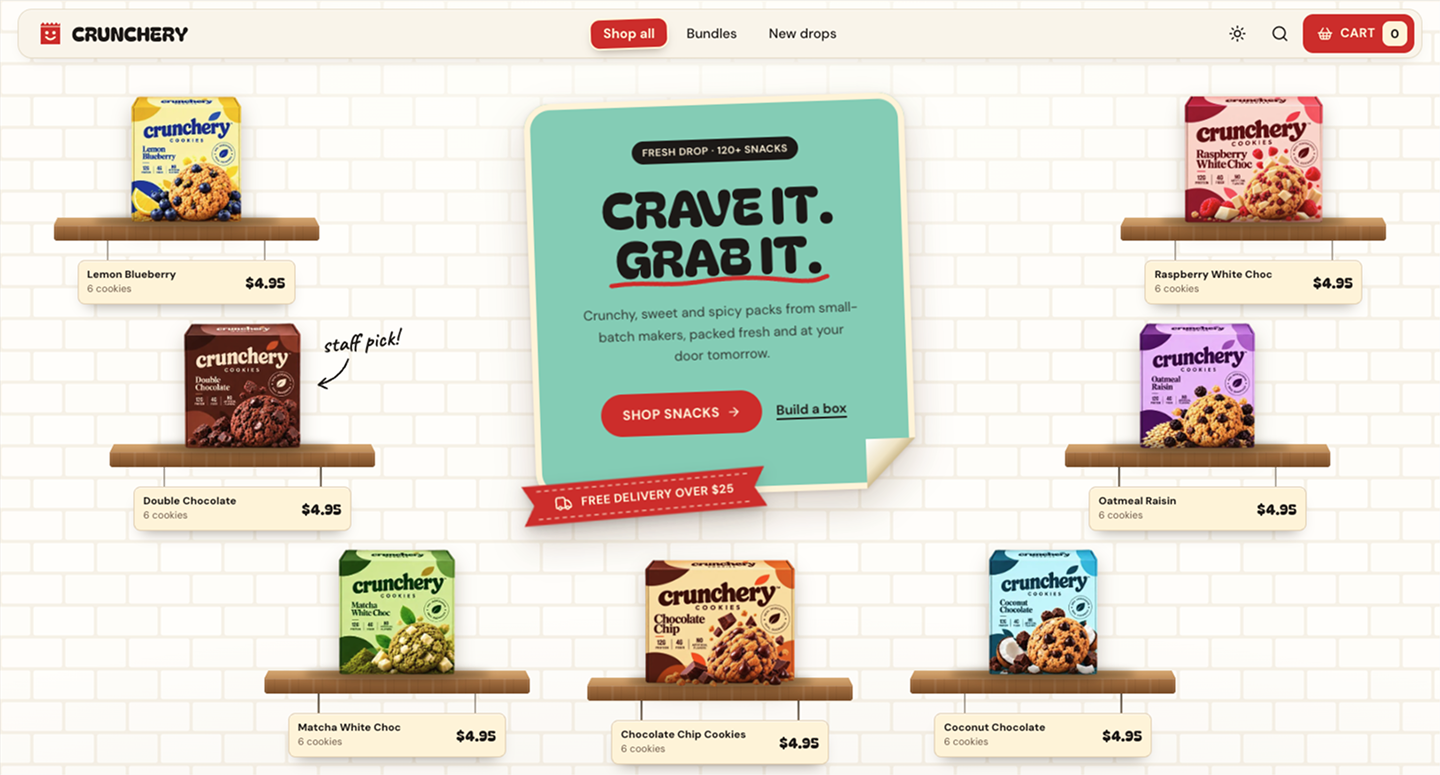 CRUNCHERY
Shop all
Bundles
New drops
CART 0
crunchery
COOKIES
Lemon
Blueberry
Lemon Blueberry
6 cookies
$4.95
crunchery
COOKIES
Double
Chocolate
staff pick!
Double Chocolate
6 cookies
$4.95
FRESH DROP · 120+ SNACKS
CRAVE IT.
GRAB IT.
Crunchy, sweet and spicy packs from small-
batch makers, packed fresh and at your
door tomorrow.
SHOP SNACKS →
Build a box
FREE DELIVERY OVER $25
crunchery
COOKIES
Raspberry
White Choc
Raspberry White Choc
6 cookies
$4.95
crunchery
COOKIES
Oatmeal
Raisin
Oatmeal Raisin
6 cookies
$4.95
crunchery
COOKIES
Matcha
White Choc
Matcha White Choc
6 cookies
$4.95
crunchery
COOKIES
Chocolate
Chip
Chocolate Chip Cookies
6 cookies
$4.95
crunchery
COOKIES
Coconut
Chocolate
Coconut Chocolate
6 cookies
$4.95